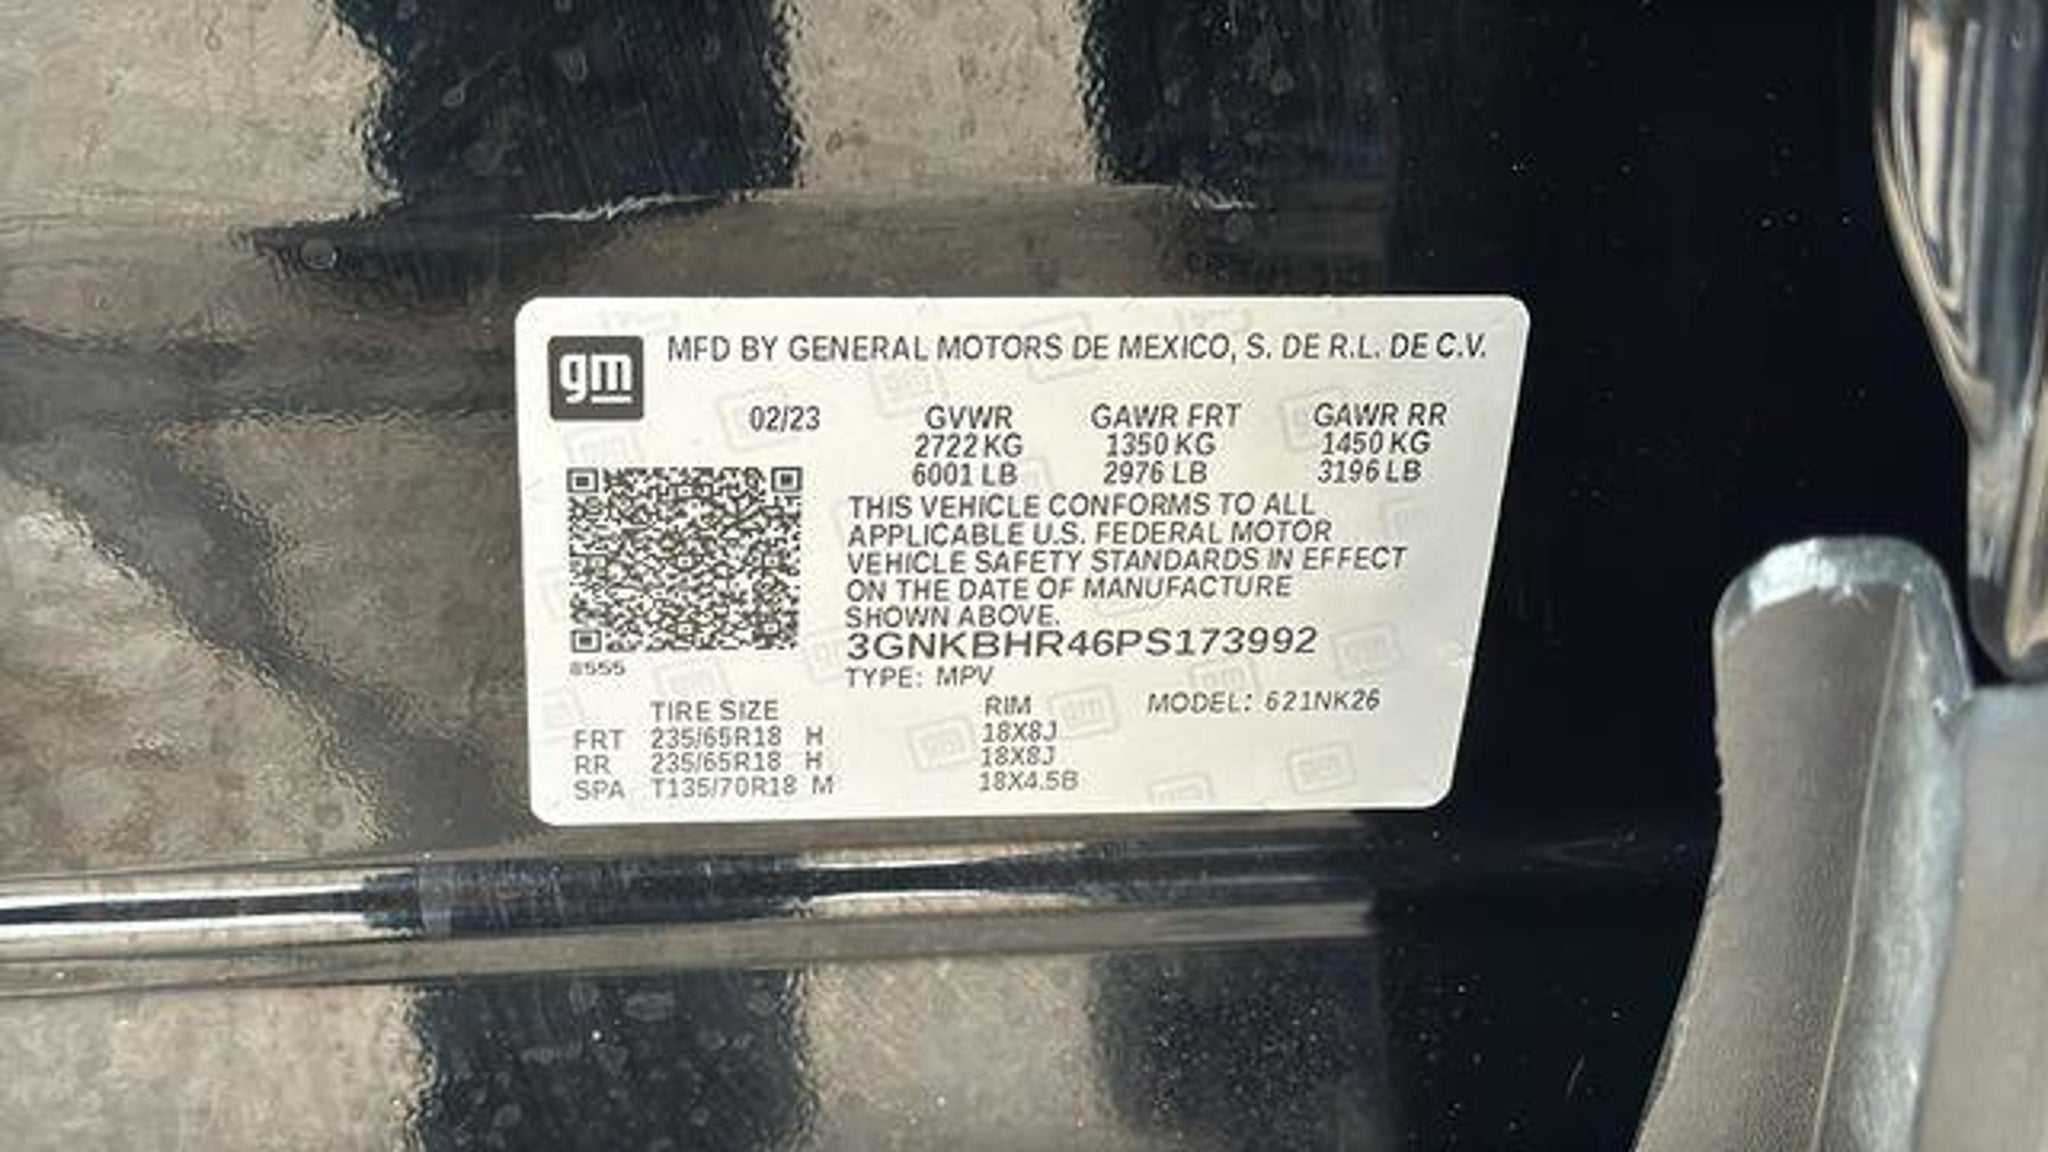 gm MFD BY GENERAL MOTORS DE MEXICO, S. DE R.L. DE C.V.
02/23 GVWR GAWR FRT GAWR RR
2722 KG 1350 KG 1450 KG
6001 LB 2976 LB 3196 LB
THIS VEHICLE CONFORMS TO ALL
APPLICABLE U.S. FEDERAL MOTOR
VEHICLE SAFETY STANDARDS IN EFFECT
ON THE DATE OF MANUFACTURE
SHOWN ABOVE.
3GNKBHR46PS173992
8555
TYPE: MPV
TIRE SIZE RIM MODEL: 621NK26
FRT 235/65R18 H 18X8J
RR 235/65R18 H 18X8J
SPA T135/70R18 M 18X4.5B